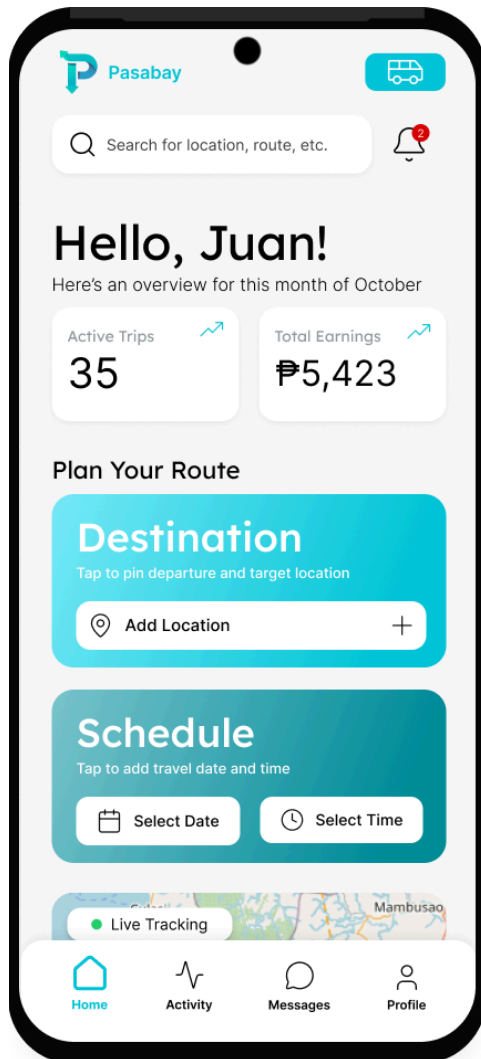 Pasabay
Search for location, route, etc.
2
Hello, Juan!
Here's an overview for this month of October
Active Trips
35
Total Earnings
₱5,423
Plan Your Route
Destination
Tap to pin departure and target location
Add Location
Schedule
Tap to add travel date and time
Select Date
Select Time
Mambusao
Live Tracking
Home
Activity
Messages
Profile